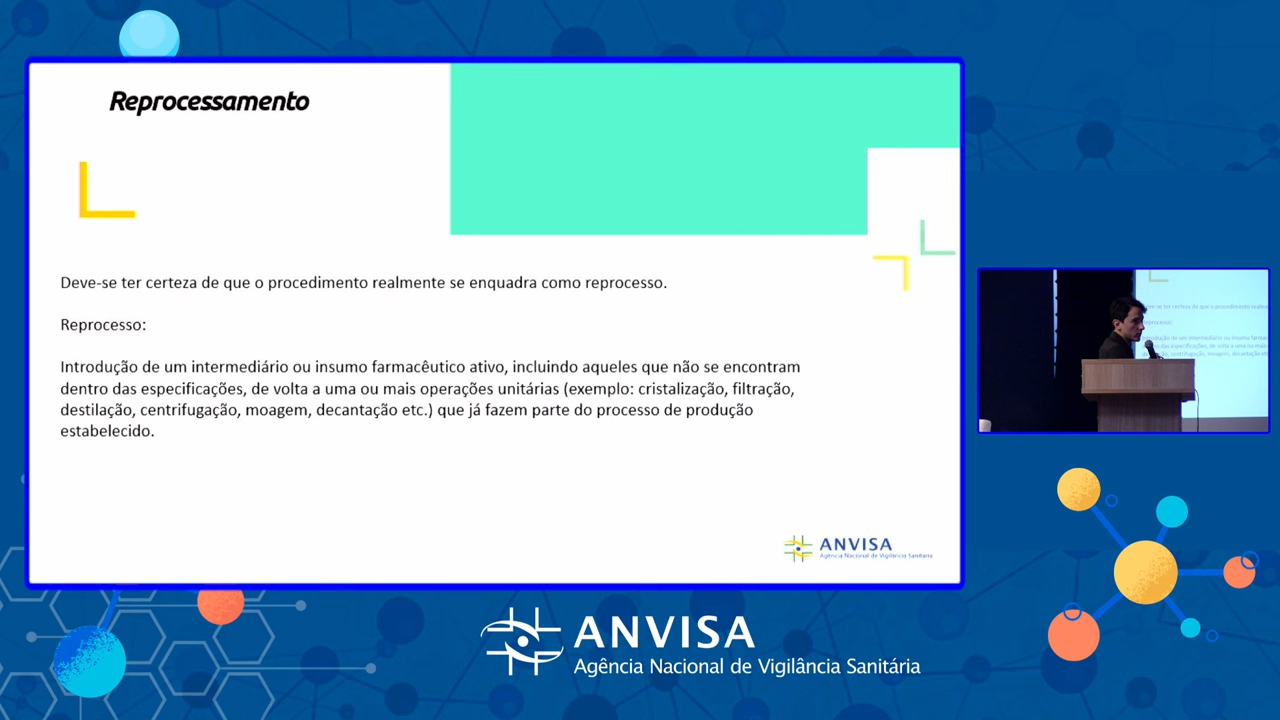 Reprocessamento
Deve-se ter certeza de que o procedimento realmente se enquadra como reprocesso.
Reprocesso:
Introdução de um intermediário ou insumo farmacêutico ativo, incluindo aqueles que não se encontram
dentro das especificações, de volta a uma ou mais operações unitárias (exemplo: cristalização, filtração,
destilação, centrifugação, moagem, decantação etc.) que já fazem parte do processo de produção
estabelecido.
ANVISA
Agência Nacional de Vigilância Sanitária
ANVISA
Agência Nacional de Vigilância Sanitária